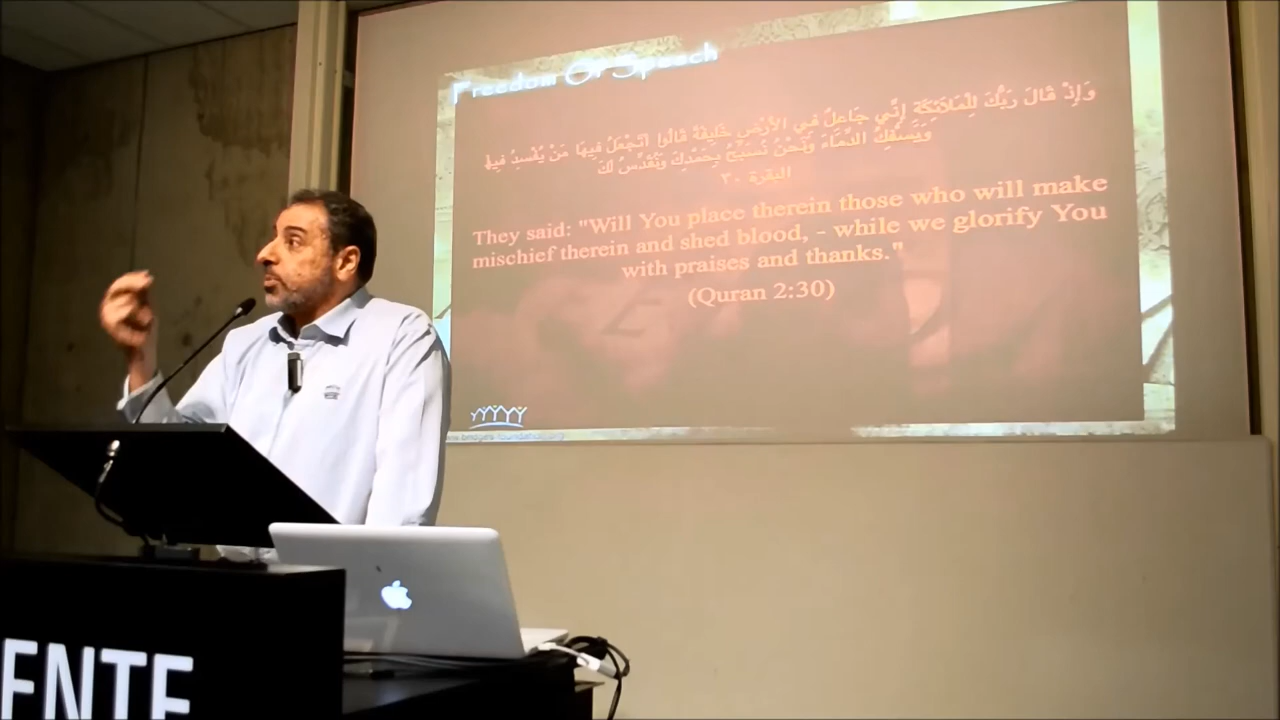 Freedom Of Speech
وَإِذْ قَالَ رَبُّكَ لِلْمَلَائِكَةِ إِنِّي جَاعِلٌ فِي الْأَرْضِ خَلِيفَةً قَالُوا أَتَجْعَلُ فِيهَا مَنْ يُفْسِدُ فِيهَا
وَيَسْفِكُ الدِّمَاءَ وَنَحْنُ نُسَبِّحُ بِحَمْدِكَ وَنُقَدِّسُ لَكَ
البقرة ٣٠
They said: "Will You place therein those who will make
mischief therein and shed blood, - while we glorify You
with praises and thanks."
(Quran 2:30)
ENTE